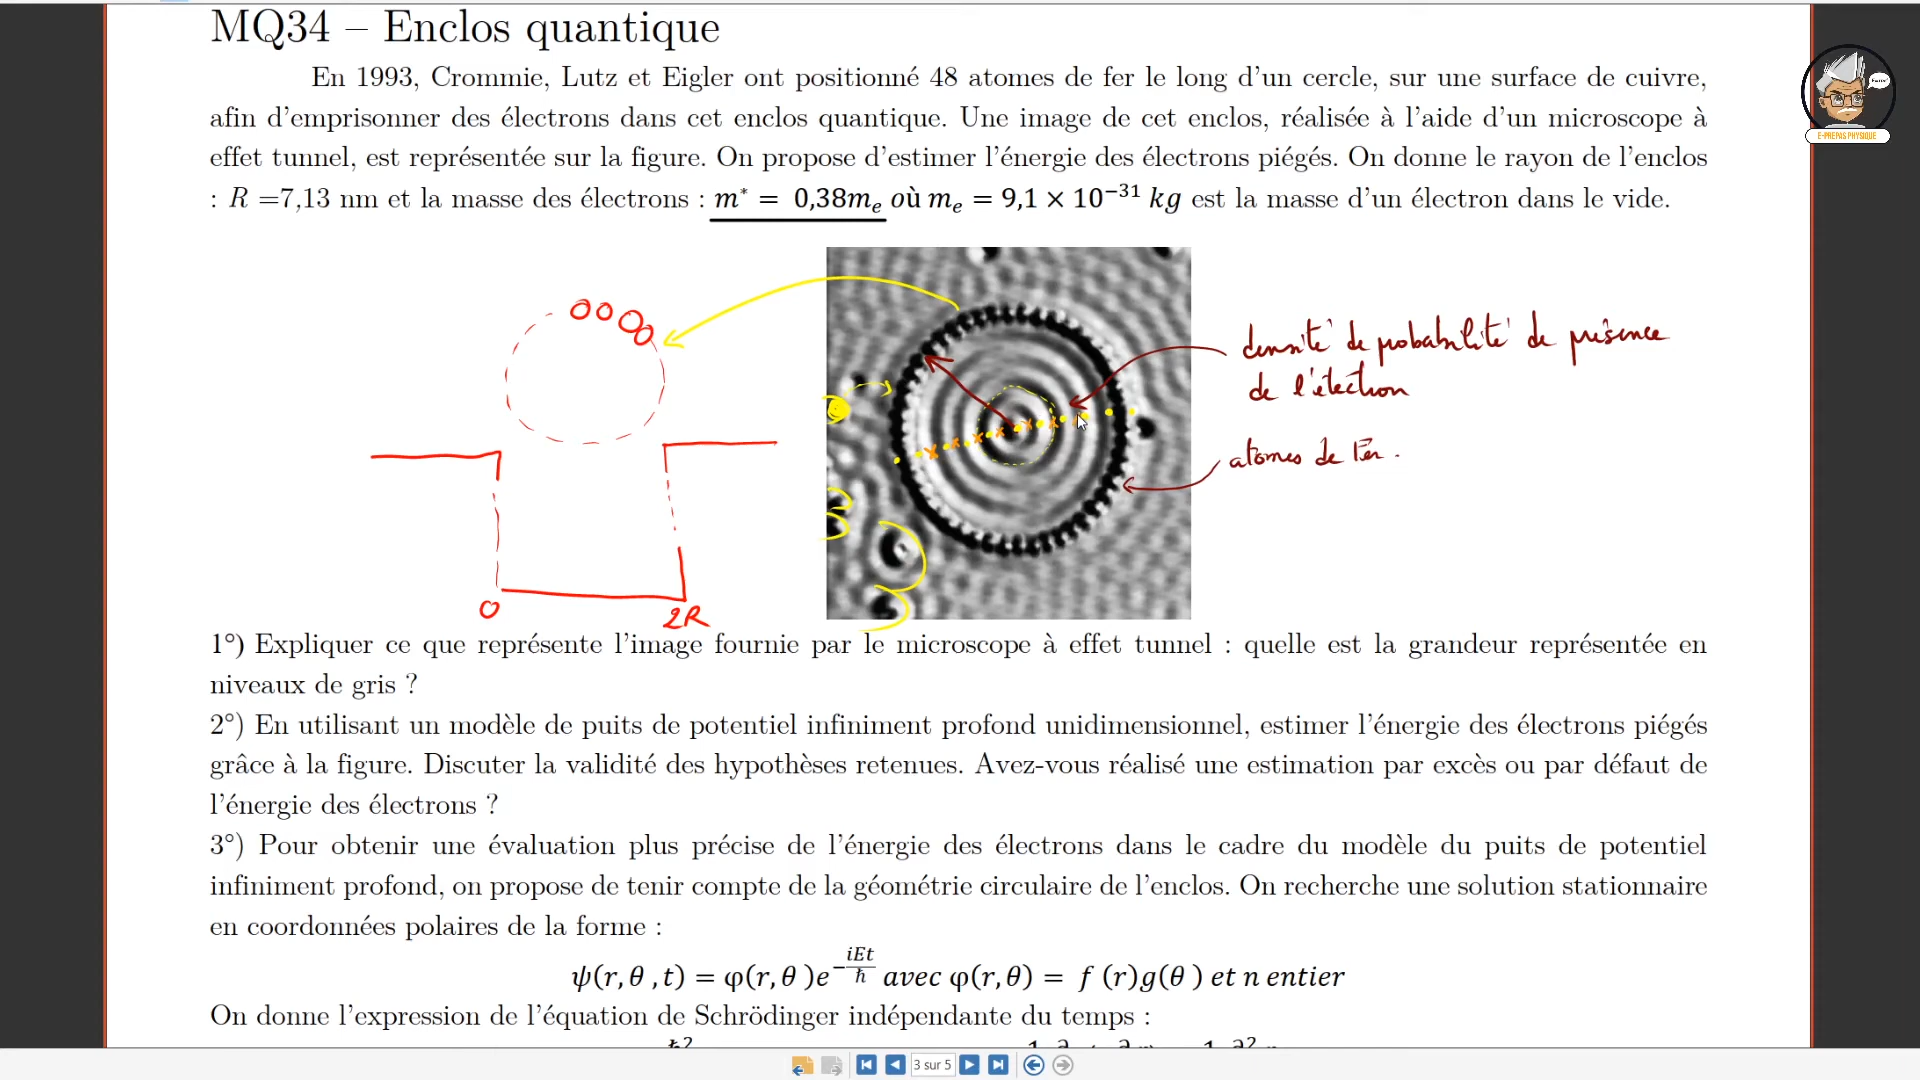 MQ34 – Enclos quantique
En 1993, Crommie, Lutz et Eigler ont positionné 48 atomes de fer le long d'un cercle, sur une surface de cuivre,
afin d'emprisonner des électrons dans cet enclos quantique. Une image de cet enclos, réalisée à l'aide d'un microscope à
effet tunnel, est représentée sur la figure. On propose d'estimer l'énergie des électrons piégés. On donne le rayon de l'enclos
: R =7,13 nm et la masse des électrons : m* = 0,38mₑ où mₑ = 9,1 × 10⁻³¹ kg est la masse d'un électron dans le vide.
densité de probabilité de présence
de l'électron
atomes de Fer.
0
2R
1°) Expliquer ce que représente l'image fournie par le microscope à effet tunnel : quelle est la grandeur représentée en
niveaux de gris ?
2°) En utilisant un modèle de puits de potentiel infiniment profond unidimensionnel, estimer l'énergie des électrons piégés
grâce à la figure. Discuter la validité des hypothèses retenues. Avez-vous réalisé une estimation par excès ou par défaut de
l'énergie des électrons ?
3°) Pour obtenir une évaluation plus précise de l'énergie des électrons dans le cadre du modèle du puits de potentiel
infiniment profond, on propose de tenir compte de la géométrie circulaire de l'enclos. On recherche une solution stationnaire
en coordonnées polaires de la forme :
ψ(r, θ , t) = φ(r, θ )e^(−iEt/ħ) avec φ(r, θ) = f (r)g(θ ) et n entier
On donne l'expression de l'équation de Schrödinger indépendante du temps :
E-PREPAS PHYSIQUE
3 sur 5